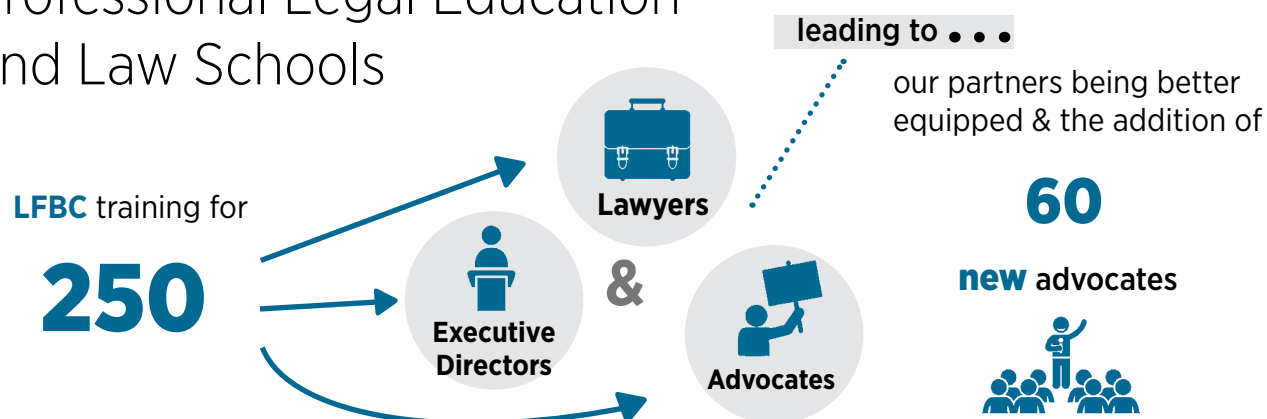 rofessional Legal Education
nd Law Schools
LFBC training for
250
Lawyers
Executive
Directors
&
Advocates
leading to . . .
our partners being better
equipped & the addition of
60
new advocates